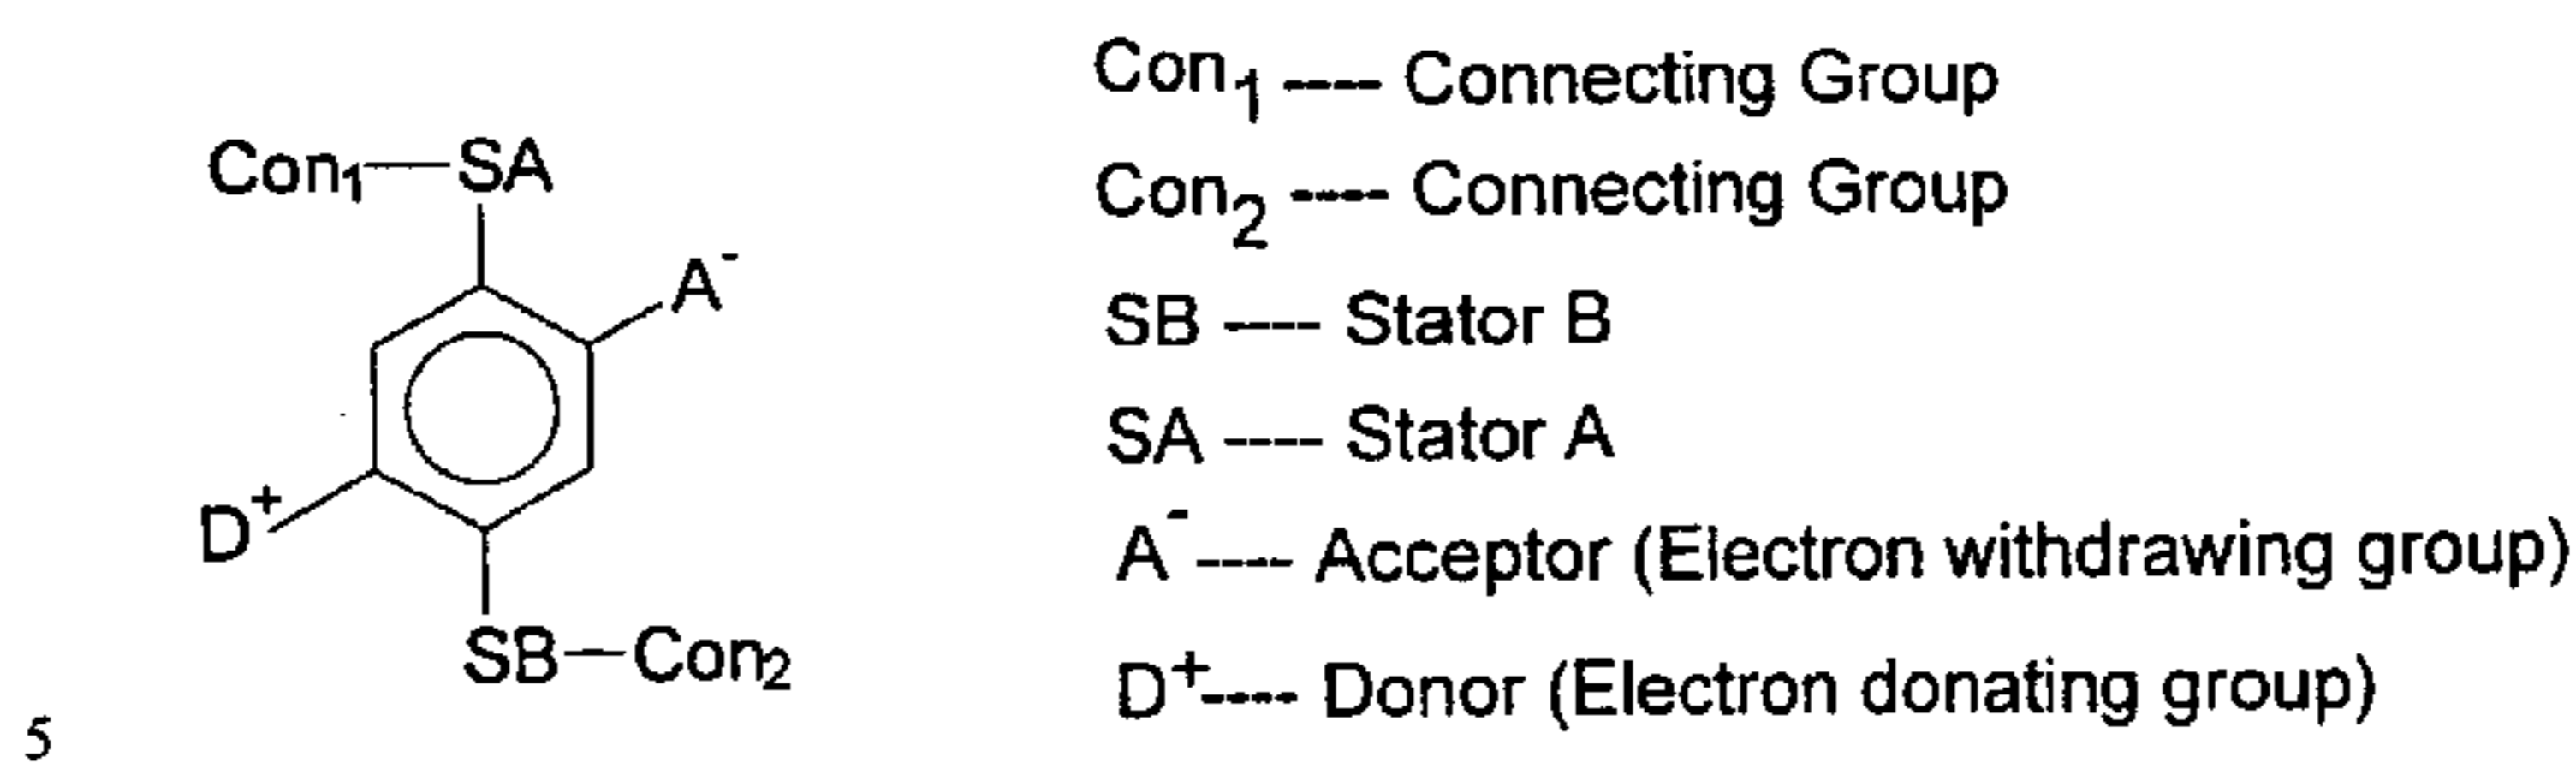 Con₁—SA
A⁻
D⁺
SB—Con₂
Con₁ ---- Connecting Group
Con₂ ---- Connecting Group
SB ---- Stator B
SA ---- Stator A
A⁻ ---- Acceptor (Electron withdrawing group)
D⁺---- Donor (Electron donating group)
5